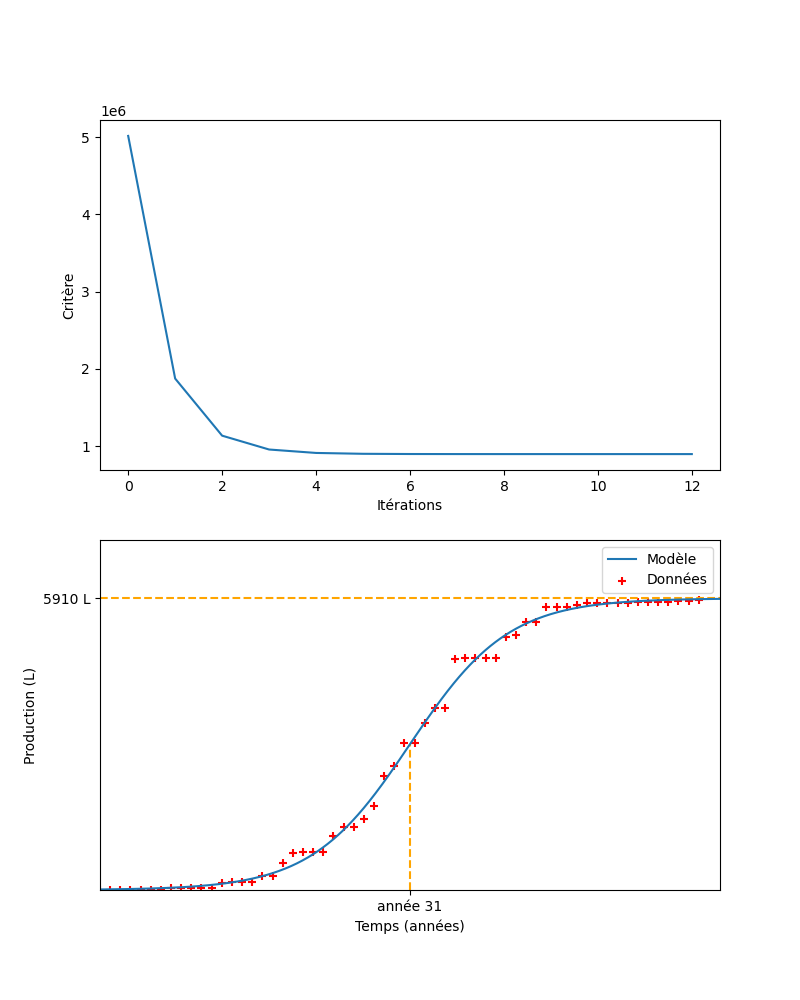 1e6
5
4
3
2
1
Critère
0 2 4 6 8 10 12
Itérations
Modèle
Données
5910 L
Production (L)
année 31
Temps (années)